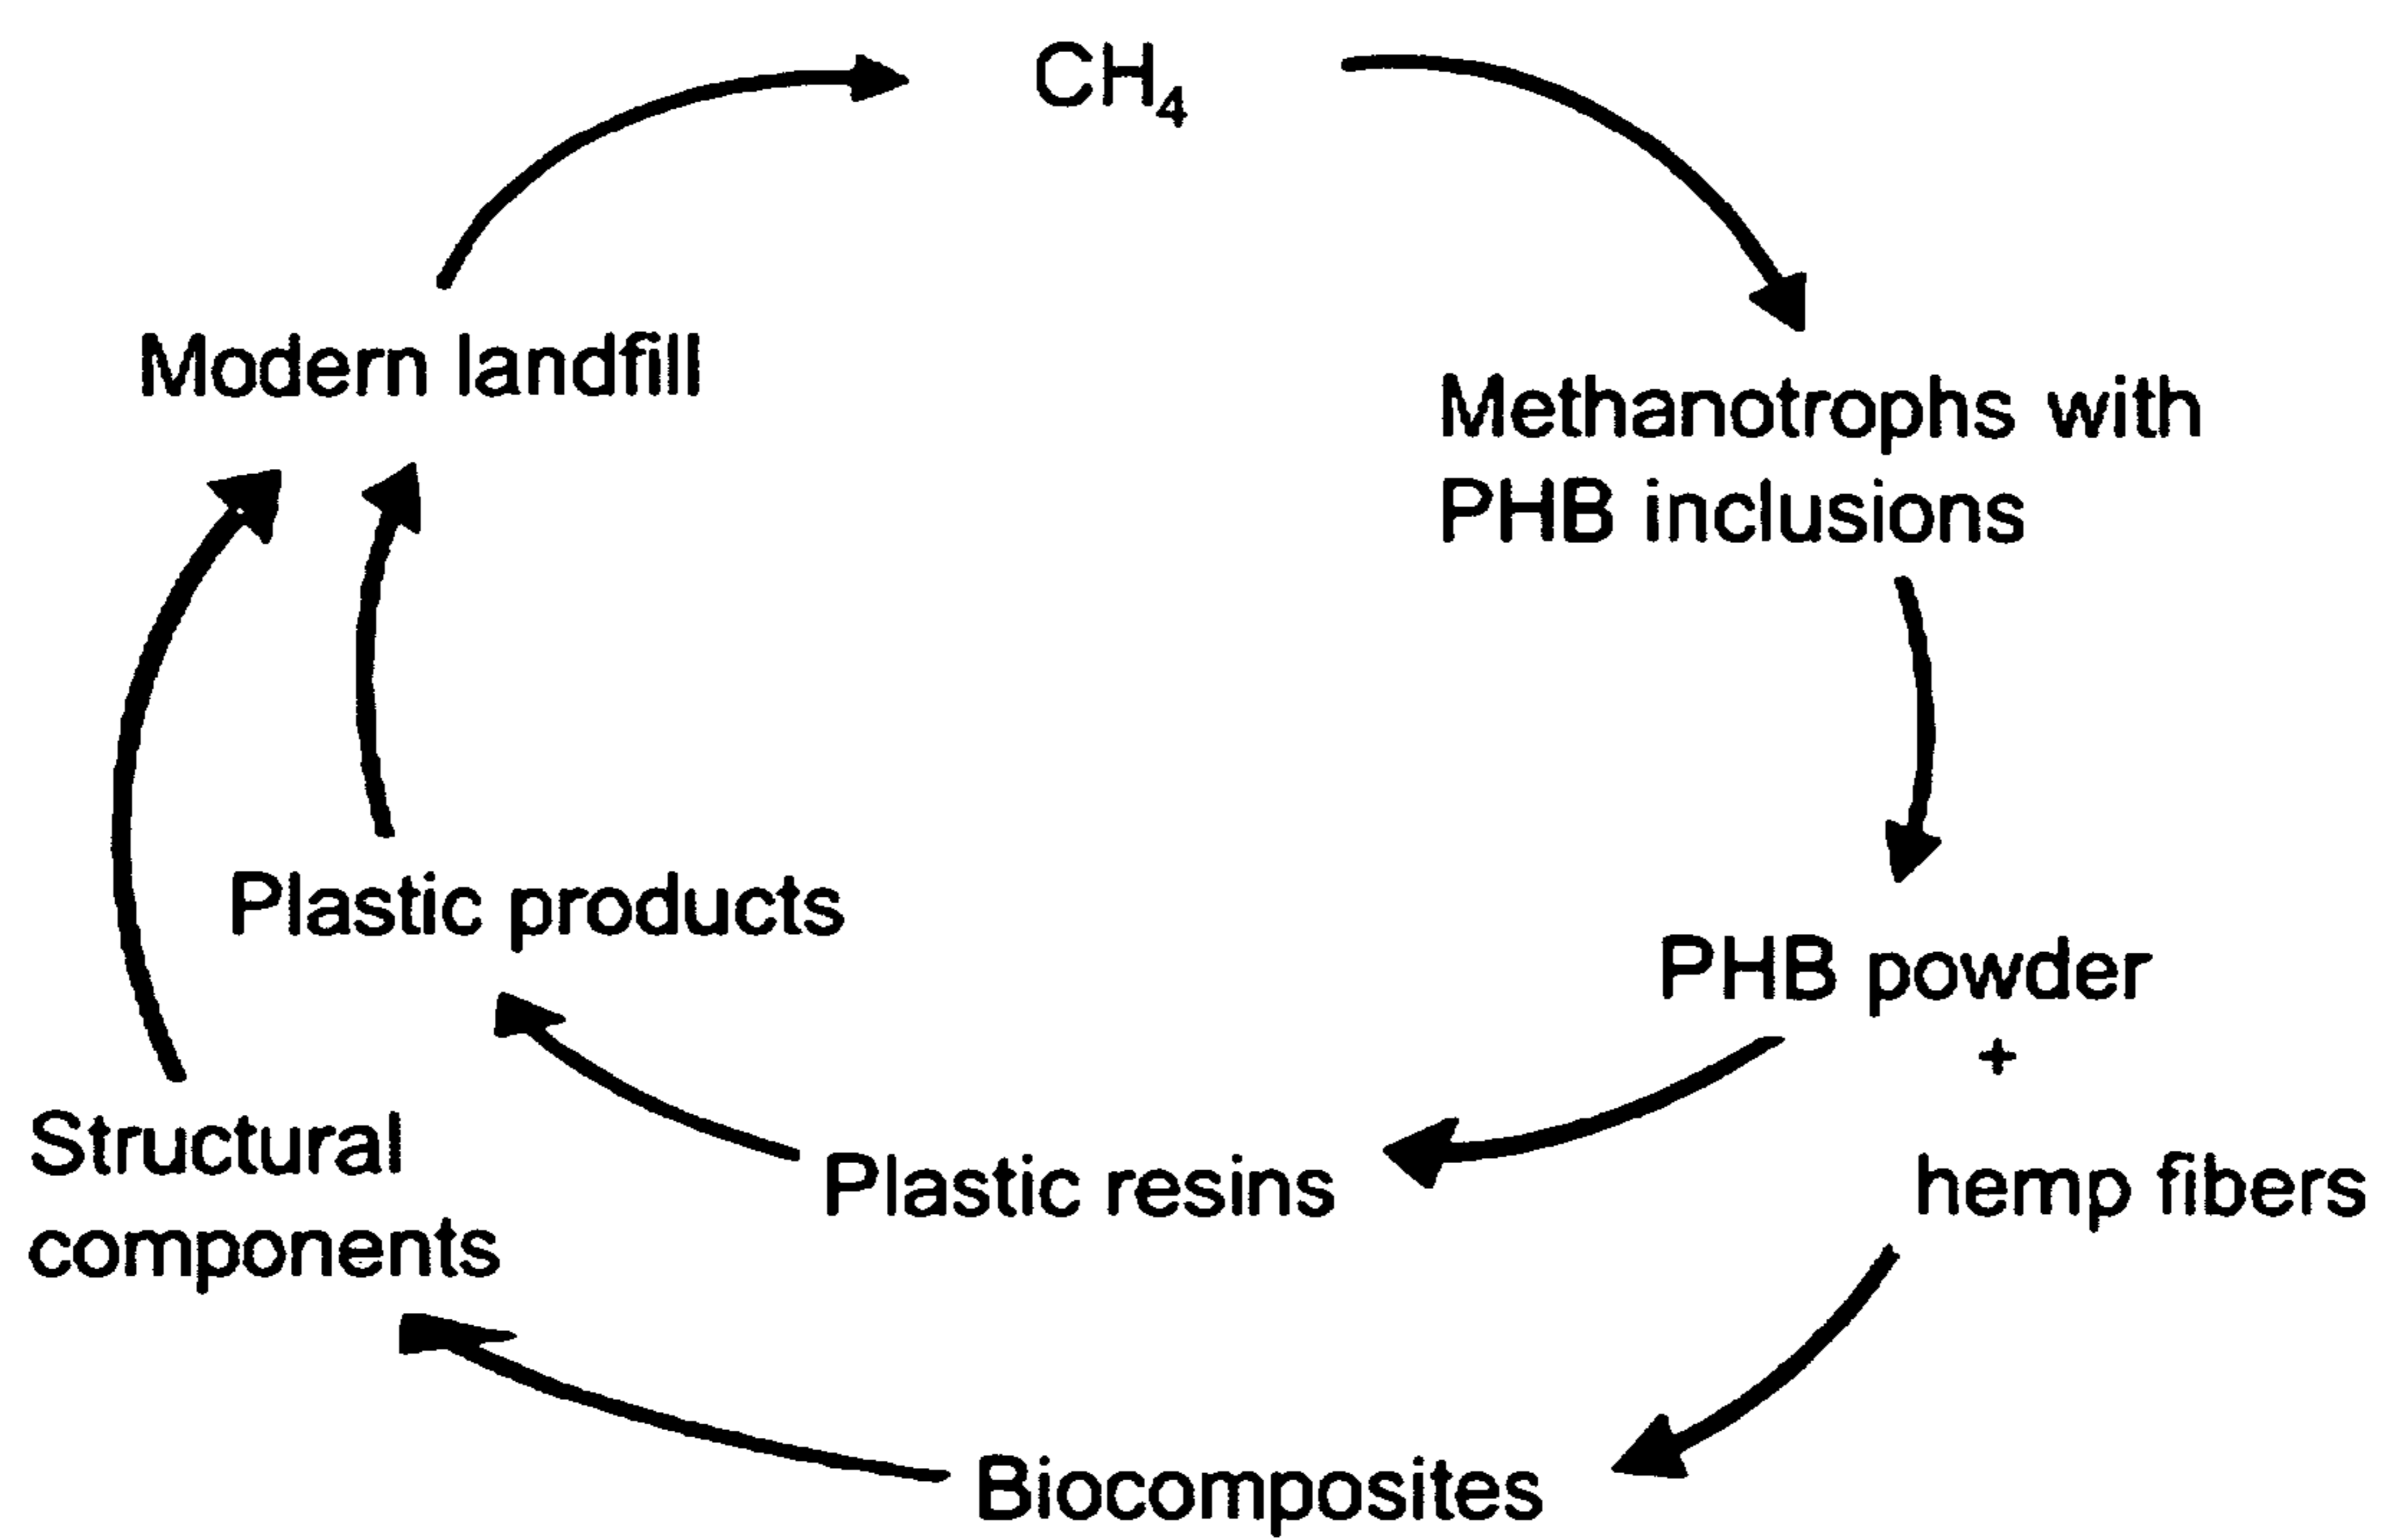 CH₄
Modern landfill
Methanotrophs with
PHB inclusions
Plastic products
PHB powder
+
Structural
components
Plastic resins
hemp fibers
Biocomposites